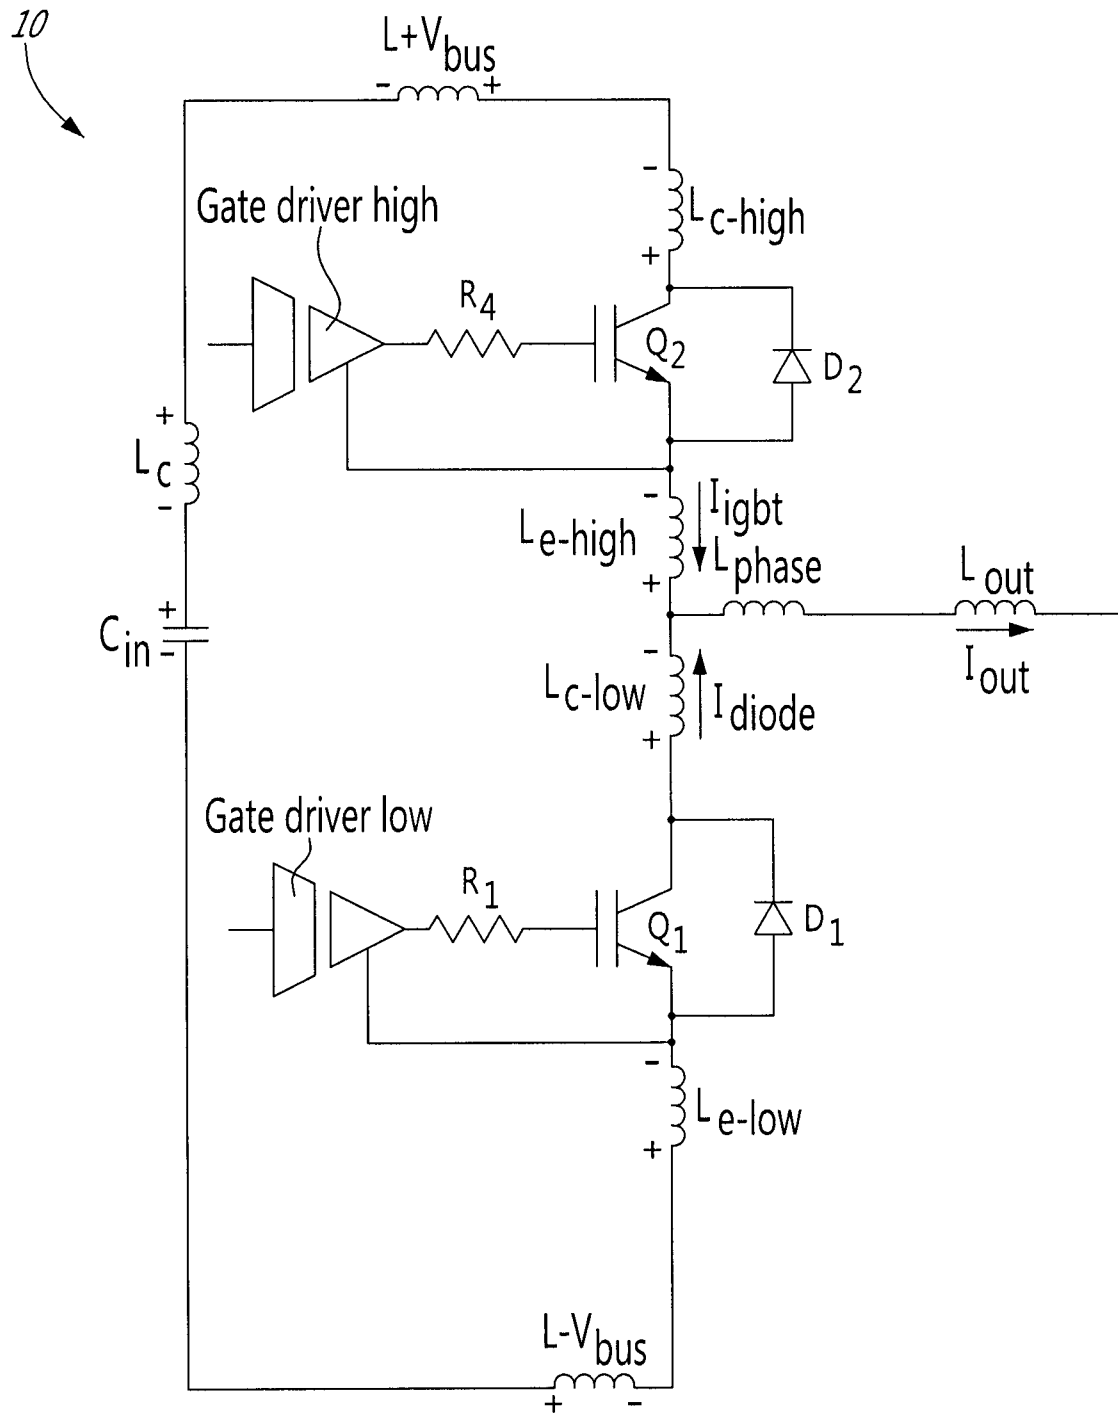 10
L+Vbus
- +
-
Lc-high
+
Gate driver high
R4
Q2
D2
+
Lc
-
-
Iigbt
Le-high
+
Lphase
Lout
Iout
+
Cin
-
-
Lc-low
Idiode
+
Gate driver low
R1
Q1
D1
-
Le-low
+
L-Vbus
+ -